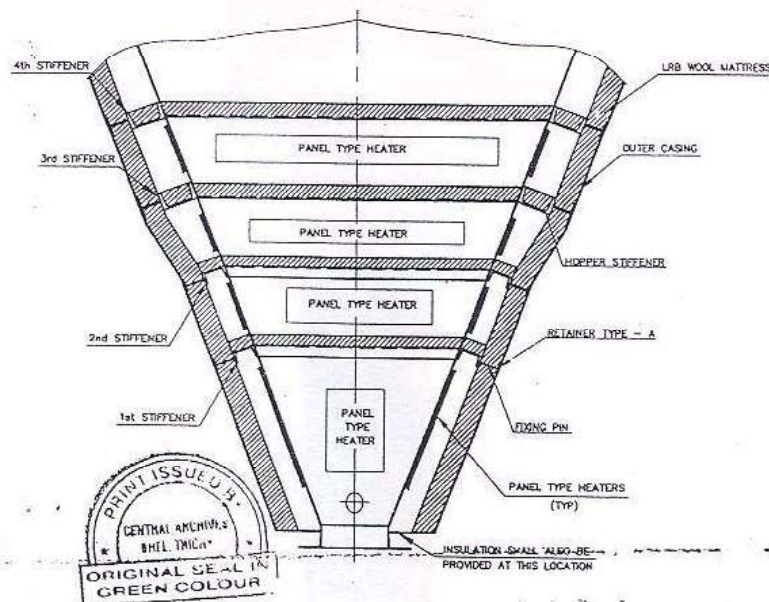 4th STIFFENER
LRB WOOL MATTRESS
PANEL TYPE HEATER
OUTER CASING
3rd STIFFENER
PANEL TYPE HEATER
HOPPER STIFFENER
PANEL TYPE HEATER
2nd STIFFENER
RETAINER TYPE - A
1st STIFFENER
PANEL
TYPE
HEATER
FIXING PIN
PANEL TYPE HEATERS
(TYP)
PRINT ISSUED
CENTRAL ARCHIVES
BHEL, TRICHY
INSULATION SHALL ALSO BE
PROVIDED AT THIS LOCATION
ORIGINAL SEAL IN
GREEN COLOUR